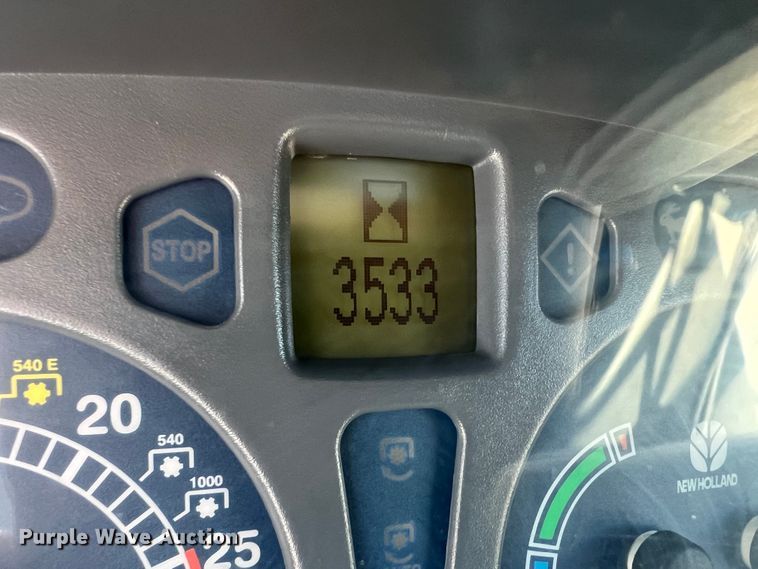 STOP
!
3533
540 E
20
540
1000
25
NEW HOLLAND
Purple Wave Auction